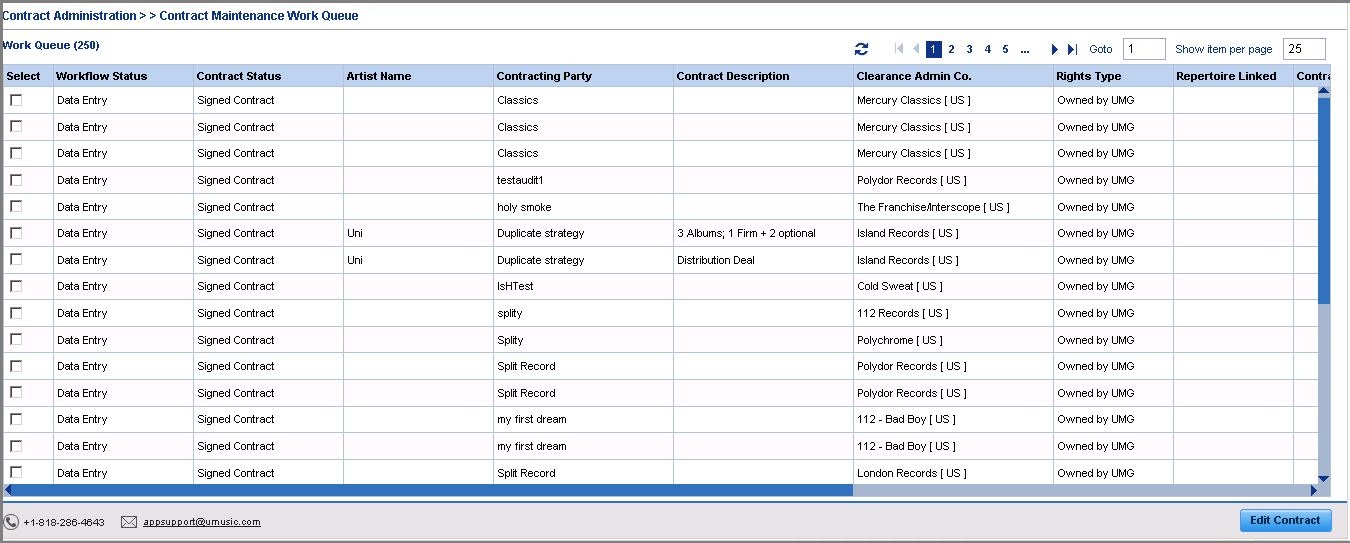 Contract Administration > > Contract Maintenance Work Queue
Work Queue (250) 1 2 3 4 5 ... Goto 1 Show item per page 25
Select Workflow Status Contract Status Artist Name Contracting Party Contract Description Clearance Admin Co. Rights Type Repertoire Linked Contra
Data Entry Signed Contract Classics Mercury Classics [ US ] Owned by UMG
Data Entry Signed Contract Classics Mercury Classics [ US ] Owned by UMG
Data Entry Signed Contract Classics Mercury Classics [ US ] Owned by UMG
Data Entry Signed Contract testaudit1 Polydor Records [ US ] Owned by UMG
Data Entry Signed Contract holy smoke The Franchise/Interscope [ US ] Owned by UMG
Data Entry Signed Contract Uni Duplicate strategy 3 Albums; 1 Firm + 2 optional Island Records [ US ] Owned by UMG
Data Entry Signed Contract Uni Duplicate strategy Distribution Deal Island Records [ US ] Owned by UMG
Data Entry Signed Contract IsHTest Cold Sweat [ US ] Owned by UMG
Data Entry Signed Contract splity 112 Records [ US ] Owned by UMG
Data Entry Signed Contract Splity Polychrome [ US ] Owned by UMG
Data Entry Signed Contract Split Record Polydor Records [ US ] Owned by UMG
Data Entry Signed Contract Split Record Polydor Records [ US ] Owned by UMG
Data Entry Signed Contract my first dream 112 - Bad Boy [ US ] Owned by UMG
Data Entry Signed Contract my first dream 112 - Bad Boy [ US ] Owned by UMG
Data Entry Signed Contract Split Record London Records [ US ] Owned by UMG
+1-818-286-4643 appsupport@umusic.com Edit Contract